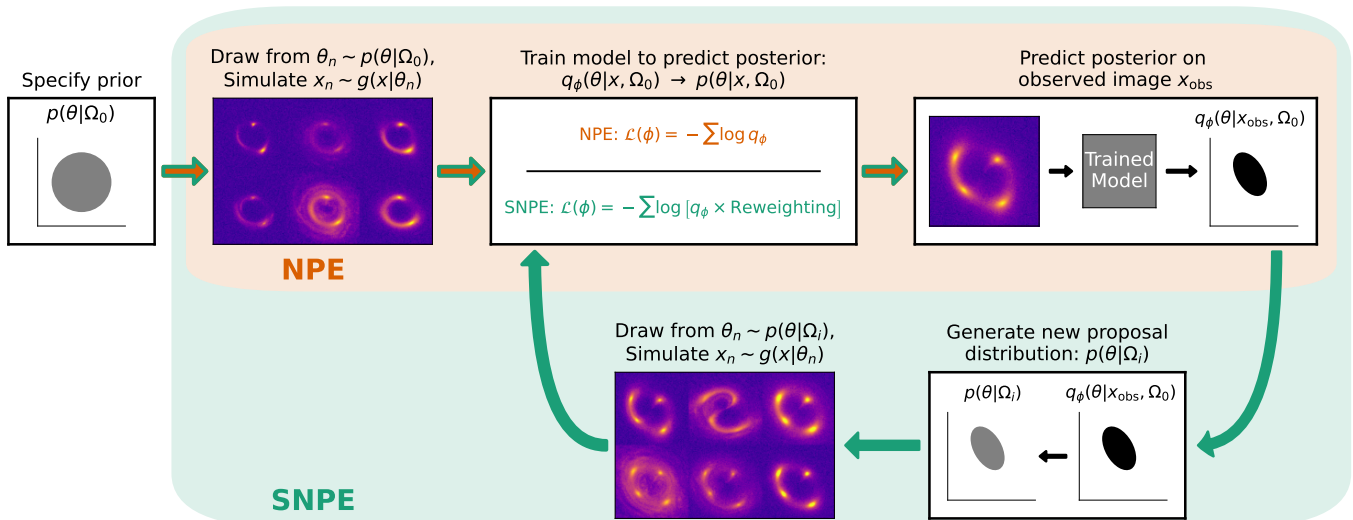 Specify prior
p(θ|Ω₀)
Draw from θₙ ~ p(θ|Ω₀),
Simulate xₙ ~ g(x|θₙ)
NPE
Train model to predict posterior:
q_ϕ(θ|x, Ω₀) → p(θ|x, Ω₀)
NPE: ℒ(ϕ) = − ∑ log q_ϕ
SNPE: ℒ(ϕ) = − ∑ log [q_ϕ × Reweighting]
Predict posterior on
observed image x_obs
Trained
Model
q_ϕ(θ|x_obs, Ω₀)
Generate new proposal
distribution: p(θ|Ωᵢ)
p(θ|Ωᵢ)
q_ϕ(θ|x_obs, Ω₀)
Draw from θₙ ~ p(θ|Ωᵢ),
Simulate xₙ ~ g(x|θₙ)
SNPE